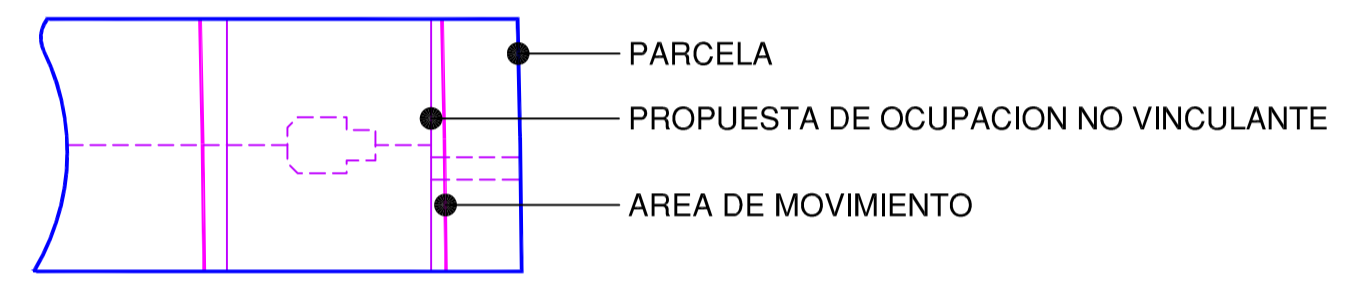 PARCELA
PROPUESTA DE OCUPACION NO VINCULANTE
AREA DE MOVIMIENTO